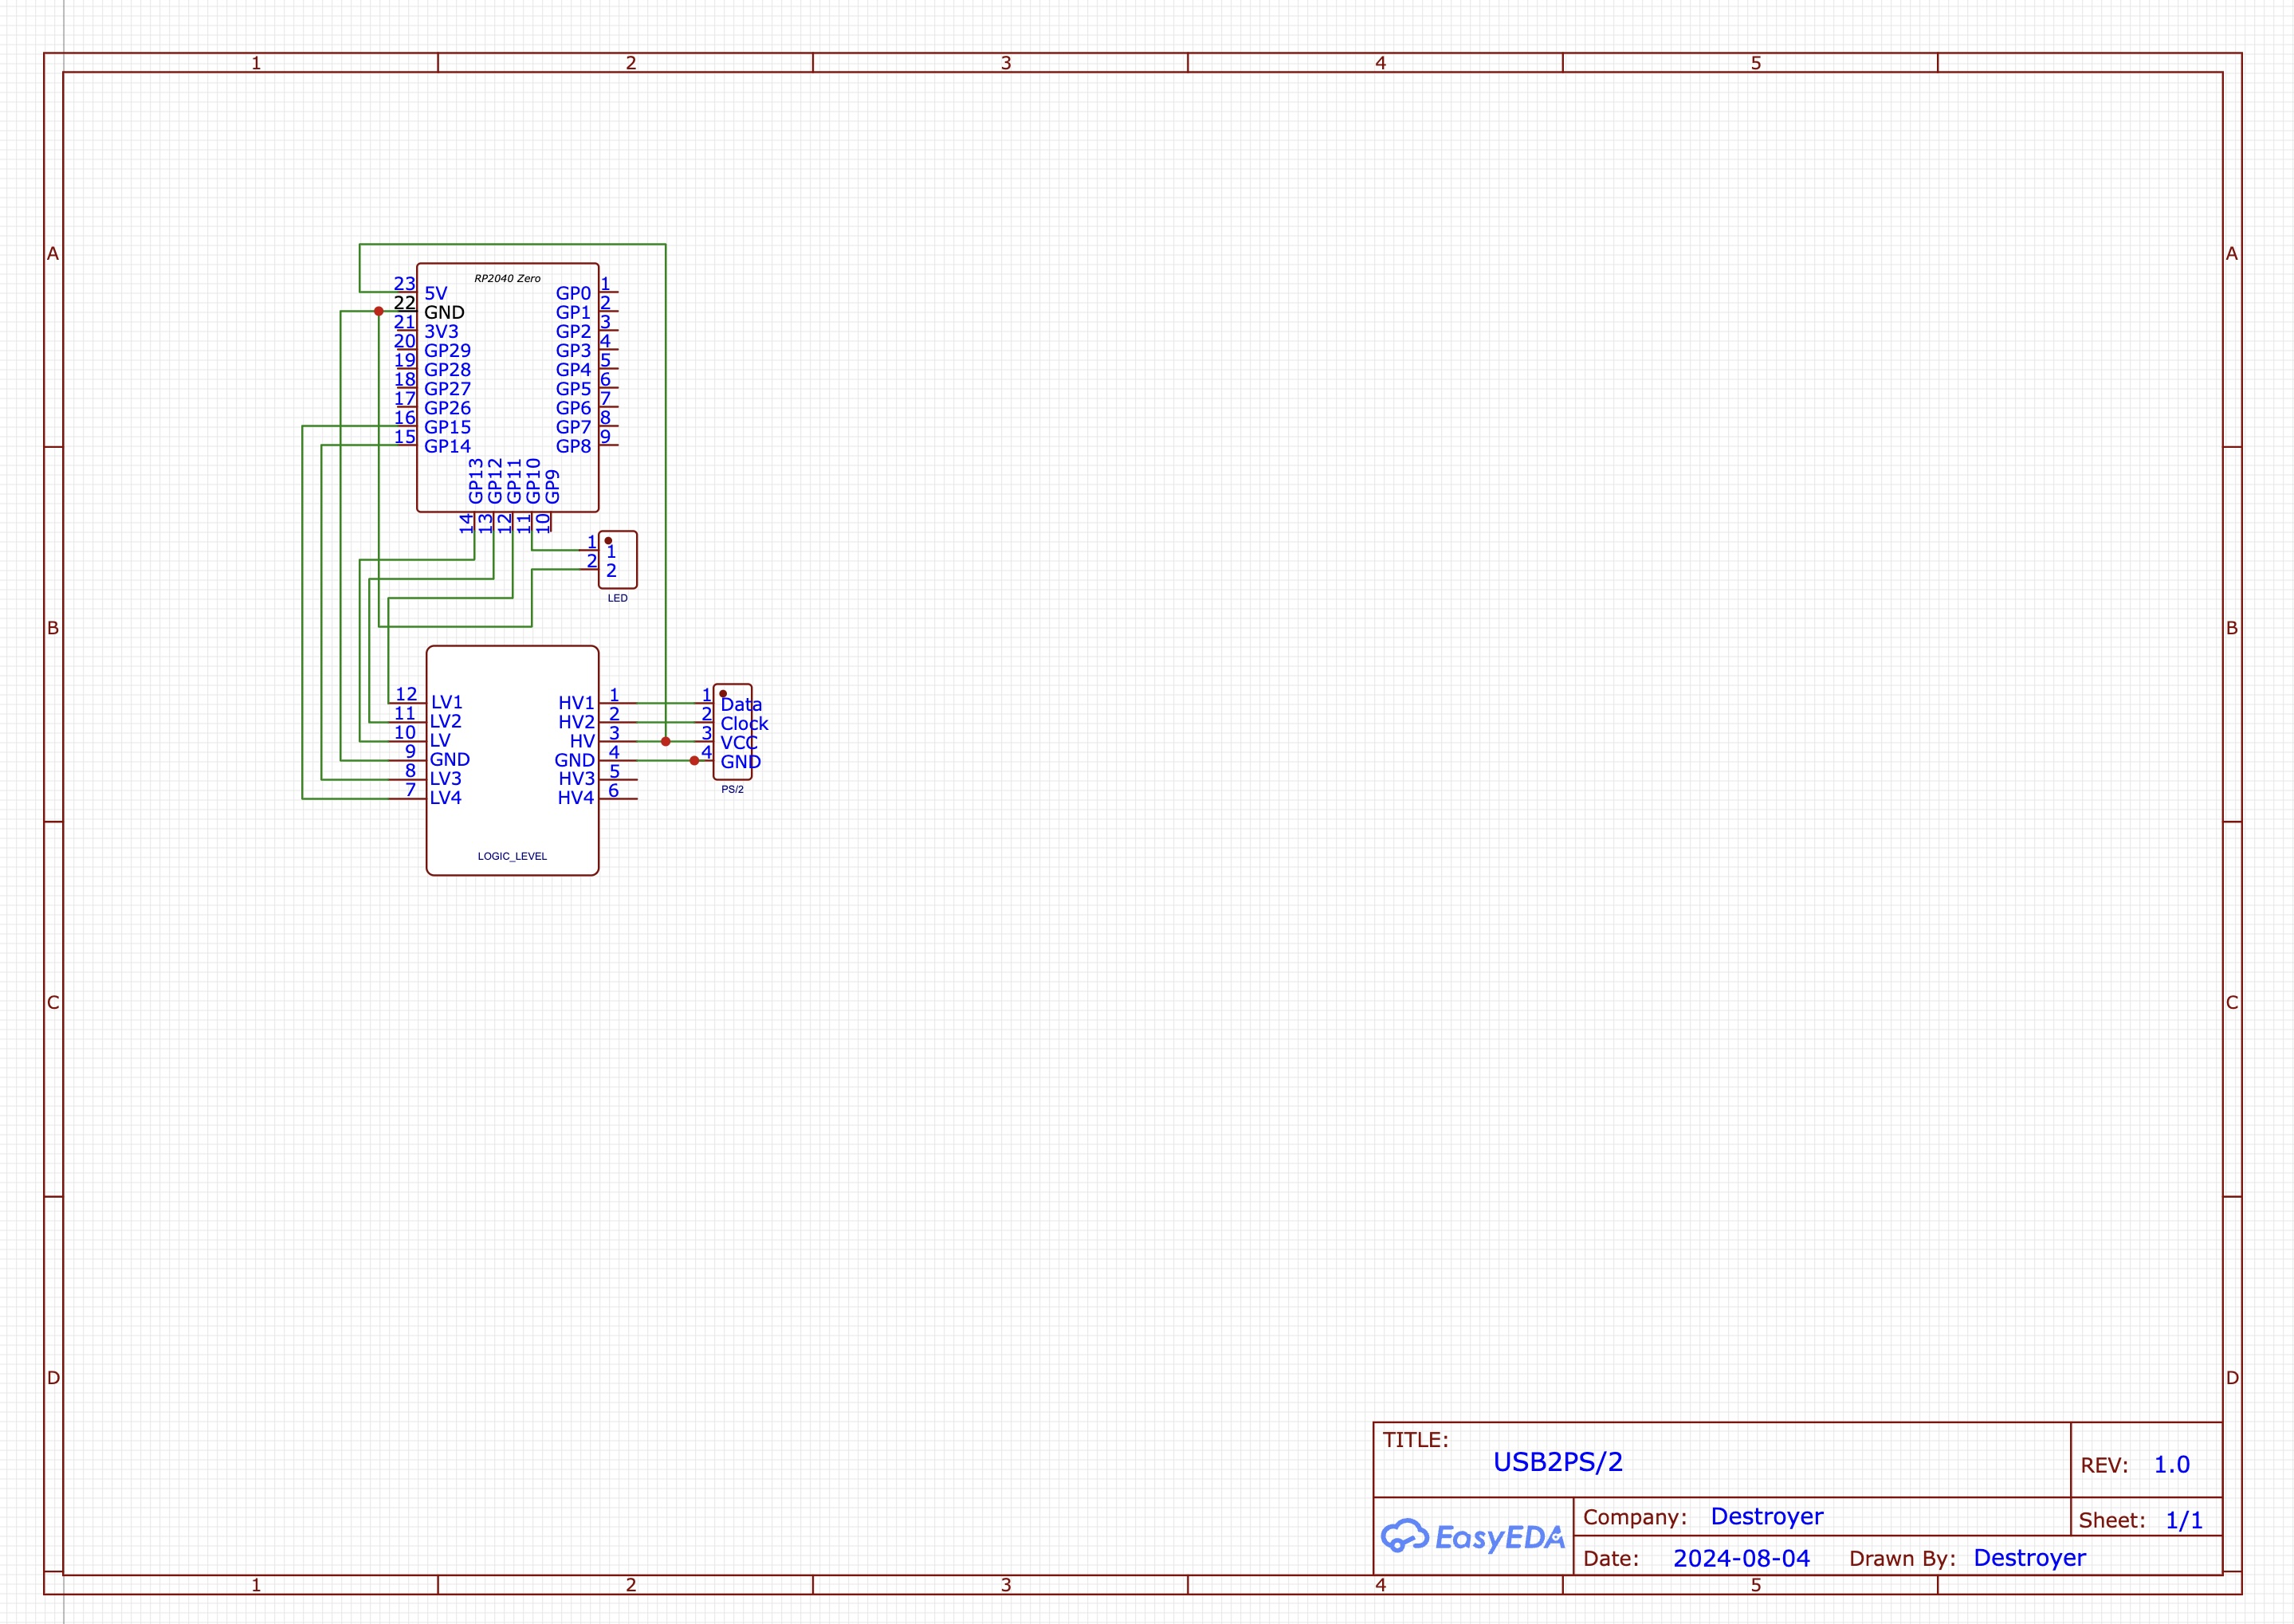 1 2 3 4 5
A A
RP2040 Zero
23 5V GP0 1
22 GND GP1 2
21 3V3 GP2 3
20 GP29 GP3 4
19 GP28 GP4 5
18 GP27 GP5 6
17 GP26 GP6 7
16 GP15 GP7 8
15 GP14 GP8 9
GP13 GP12 GP11 GP10 GP9
14 13 12 11 10
1 1
2 2
LED
B B
12 LV1 HV1 1 1 Data
11 LV2 HV2 2 2 Clock
10 LV HV 3 3 VCC
9 GND GND 4 4 GND
8 LV3 HV3 5
7 LV4 HV4 6
PS/2
LOGIC_LEVEL
C C
D D
TITLE:
USB2PS/2
REV: 1.0
EasyEDA
Company: Destroyer
Sheet: 1/1
Date: 2024-08-04 Drawn By: Destroyer
1 2 3 4 5